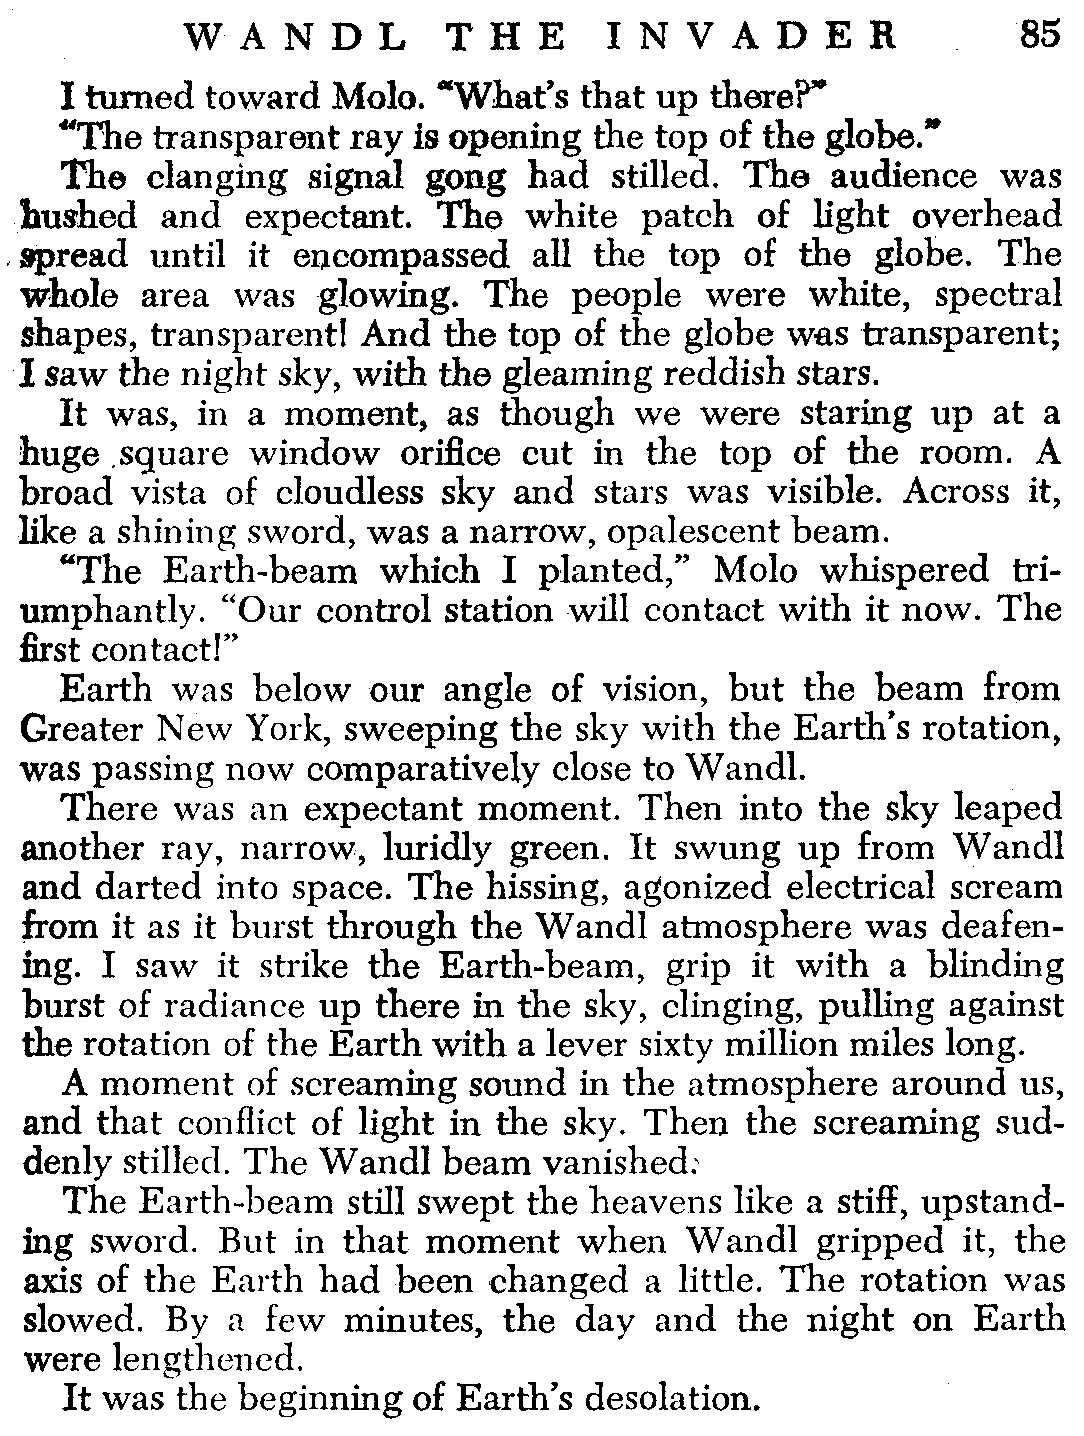 WANDL THE INVADER 85
I turned toward Molo. "What's that up there?"
"The transparent ray is opening the top of the globe."
The clanging signal gong had stilled. The audience was
hushed and expectant. The white patch of light overhead
spread until it encompassed all the top of the globe. The
whole area was glowing. The people were white, spectral
shapes, transparent! And the top of the globe was transparent;
I saw the night sky, with the gleaming reddish stars.
It was, in a moment, as though we were staring up at a
huge square window orifice cut in the top of the room. A
broad vista of cloudless sky and stars was visible. Across it,
like a shining sword, was a narrow, opalescent beam.
"The Earth-beam which I planted," Molo whispered tri-
umphantly. "Our control station will contact with it now. The
first contact!"
Earth was below our angle of vision, but the beam from
Greater New York, sweeping the sky with the Earth's rotation,
was passing now comparatively close to Wandl.
There was an expectant moment. Then into the sky leaped
another ray, narrow, luridly green. It swung up from Wandl
and darted into space. The hissing, agonized electrical scream
from it as it burst through the Wandl atmosphere was deafen-
ing. I saw it strike the Earth-beam, grip it with a blinding
burst of radiance up there in the sky, clinging, pulling against
the rotation of the Earth with a lever sixty million miles long.
A moment of screaming sound in the atmosphere around us,
and that conflict of light in the sky. Then the screaming sud-
denly stilled. The Wandl beam vanished.
The Earth-beam still swept the heavens like a stiff, upstand-
ing sword. But in that moment when Wandl gripped it, the
axis of the Earth had been changed a little. The rotation was
slowed. By a few minutes, the day and the night on Earth
were lengthened.
It was the beginning of Earth's desolation.